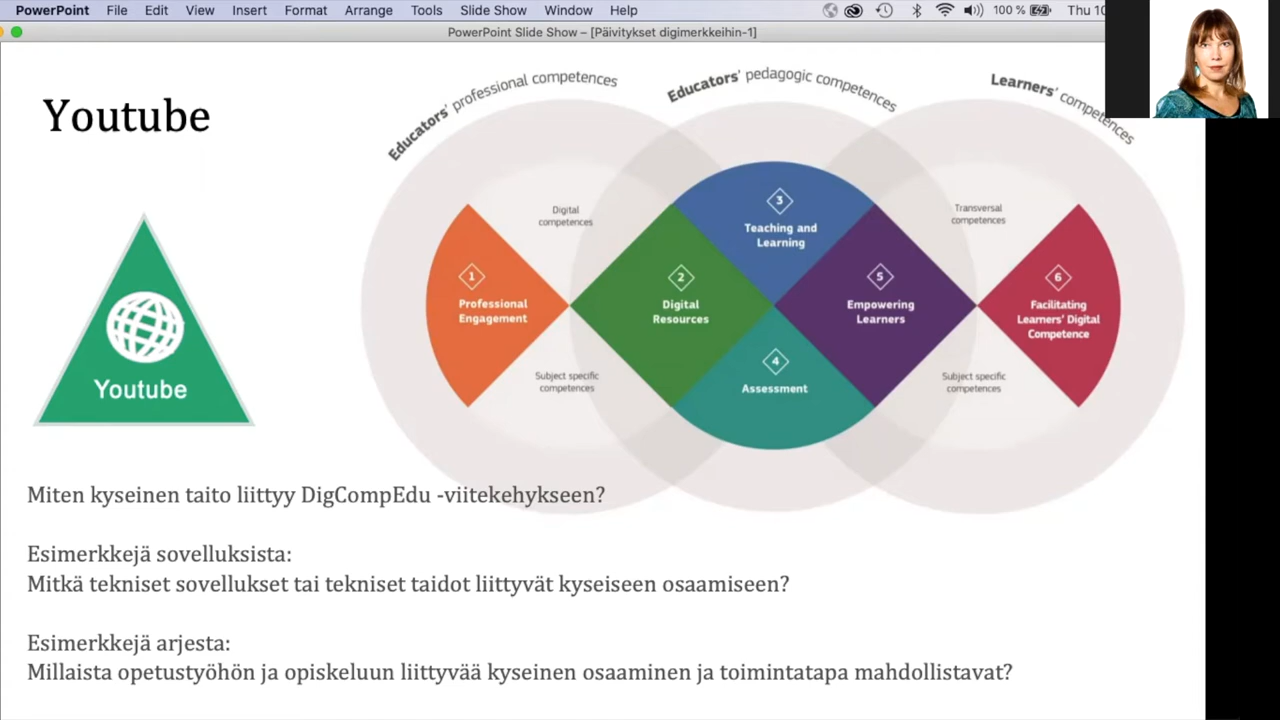 PowerPoint File Edit View Insert Format Arrange Tools Slide Show Window Help 100 % Thu 10
PowerPoint Slide Show – [Päivitykset digimerkkeihin-1]
Youtube
Educators' professional competences
Educators' pedagogic competences
Learners' competences
Digital
competences
Transversal
competences
3
Teaching and
Learning
1
Professional
Engagement
2
Digital
Resources
5
Empowering
Learners
6
Facilitating
Learners' Digital
Competence
4
Assessment
Subject specific
competences
Subject specific
competences
Youtube
Miten kyseinen taito liittyy DigCompEdu -viitekehykseen?
Esimerkkejä sovelluksista:
Mitkä tekniset sovellukset tai tekniset taidot liittyvät kyseiseen osaamiseen?
Esimerkkejä arjesta:
Millaista opetustyöhön ja opiskeluun liittyvää kyseinen osaaminen ja toimintatapa mahdollistavat?